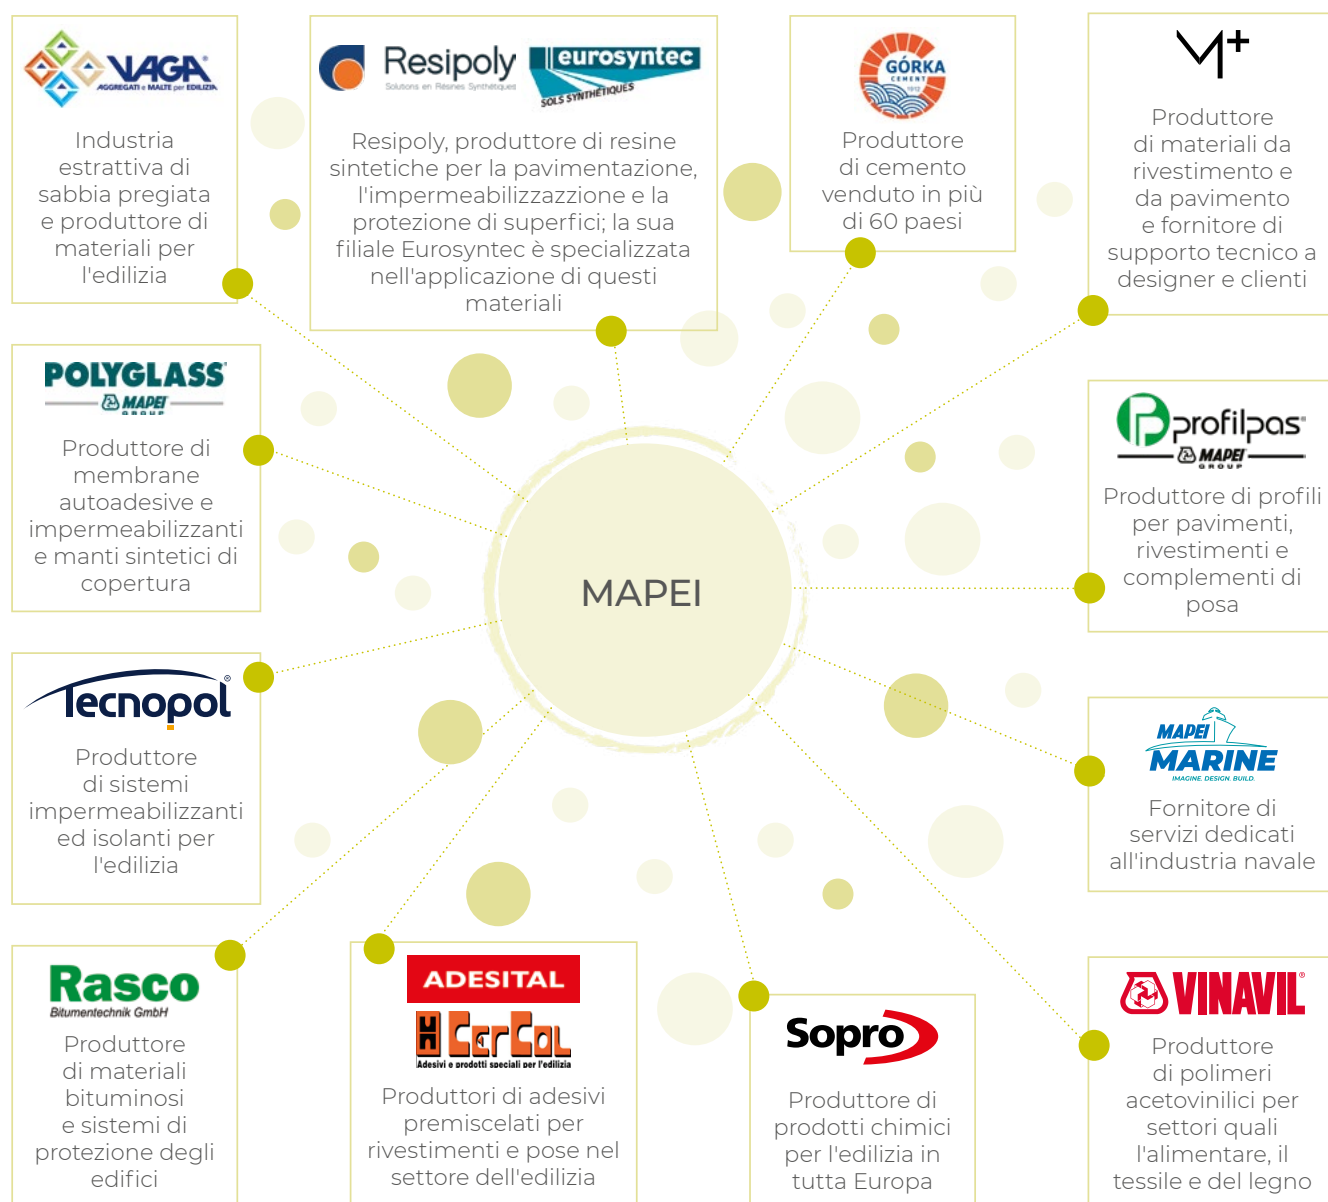 VAGA®
AGGREGATI e MALTE per EDILIZIA
Industria
estrattiva di
sabbia pregiata
e produttore di
materiali per
l'edilizia
Resipoly
Solutions en Résines Synthétiques
eurosyntec
SOLS SYNTHÉTIQUES
Resipoly, produttore di resine
sintetiche per la pavimentazione,
l'impermeabilizzazzione e la
protezione di superfici; la sua
filiale Eurosyntec è specializzata
nell'applicazione di questi
materiali
GÓRKA
CEMENT
1912
Produttore
di cemento
venduto in più
di 60 paesi
M+
Produttore
di materiali da
rivestimento e
da pavimento
e fornitore di
supporto tecnico a
designer e clienti
POLYGLASS®
MAPEI
GROUP
Produttore di
membrane
autoadesive e
impermeabilizzanti
e manti sintetici di
copertura
profilpas®
MAPEI
GROUP
Produttore di profili
per pavimenti,
rivestimenti e
complementi di
posa
MAPEI
Tecnopol®
Produttore
di sistemi
impermeabilizzanti
ed isolanti per
l'edilizia
MAPEI
MARINE
IMAGINE. DESIGN. BUILD.
Fornitore di
servizi dedicati
all'industria navale
Rasco
Bitumentechnik GmbH
Produttore
di materiali
bituminosi
e sistemi di
protezione degli
edifici
ADESITAL
CERCOL
Adesivi e prodotti speciali per l'edilizia
Produttori di adesivi
premiscelati per
rivestimenti e pose nel
settore dell'edilizia
Sopro
Produttore di
prodotti chimici
per l'edilizia in
tutta Europa
VINAVIL®
Produttore
di polimeri
acetovinilici per
settori quali
l'alimentare, il
tessile e del legno